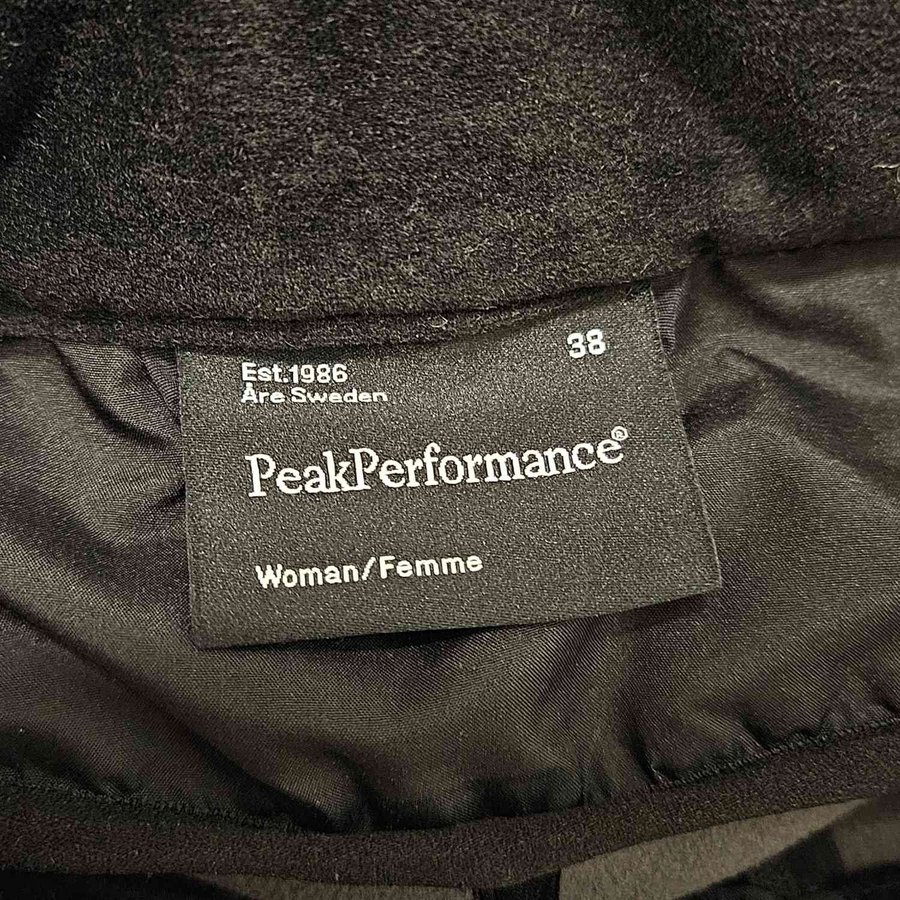 38
Est.1986
Åre Sweden
PeakPerformance®
Woman/Femme